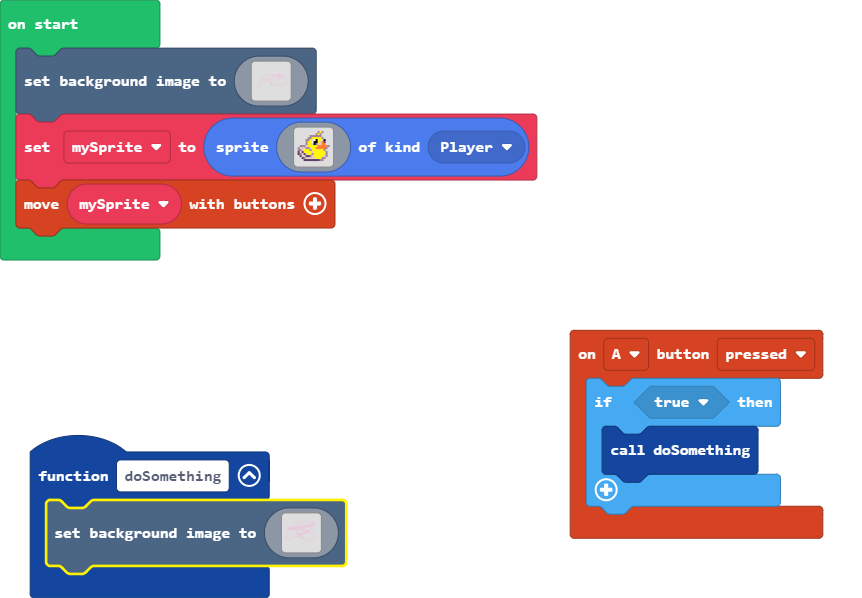 on start
set background image to
set mySprite to sprite of kind Player
move mySprite with buttons
on A button pressed
if true then
call doSomething
function doSomething
set background image to